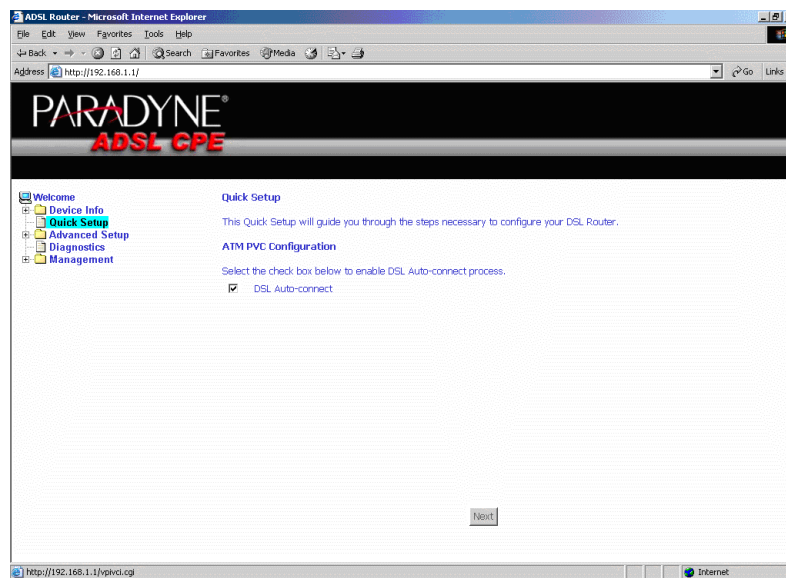 ADSL Router - Microsoft Internet Explorer
File Edit View Favorites Tools Help
Back Search Favorites Media
Address http://192.168.1.1/ Go Links
PARADYNE®
ADSL CPE
Welcome
Device Info
Quick Setup
Advanced Setup
Diagnostics
Management
Quick Setup
This Quick Setup will guide you through the steps necessary to configure your DSL Router.
ATM PVC Configuration
Select the check box below to enable DSL Auto-connect process.
DSL Auto-connect
Next
http://192.168.1.1/vpivci.cgi Internet